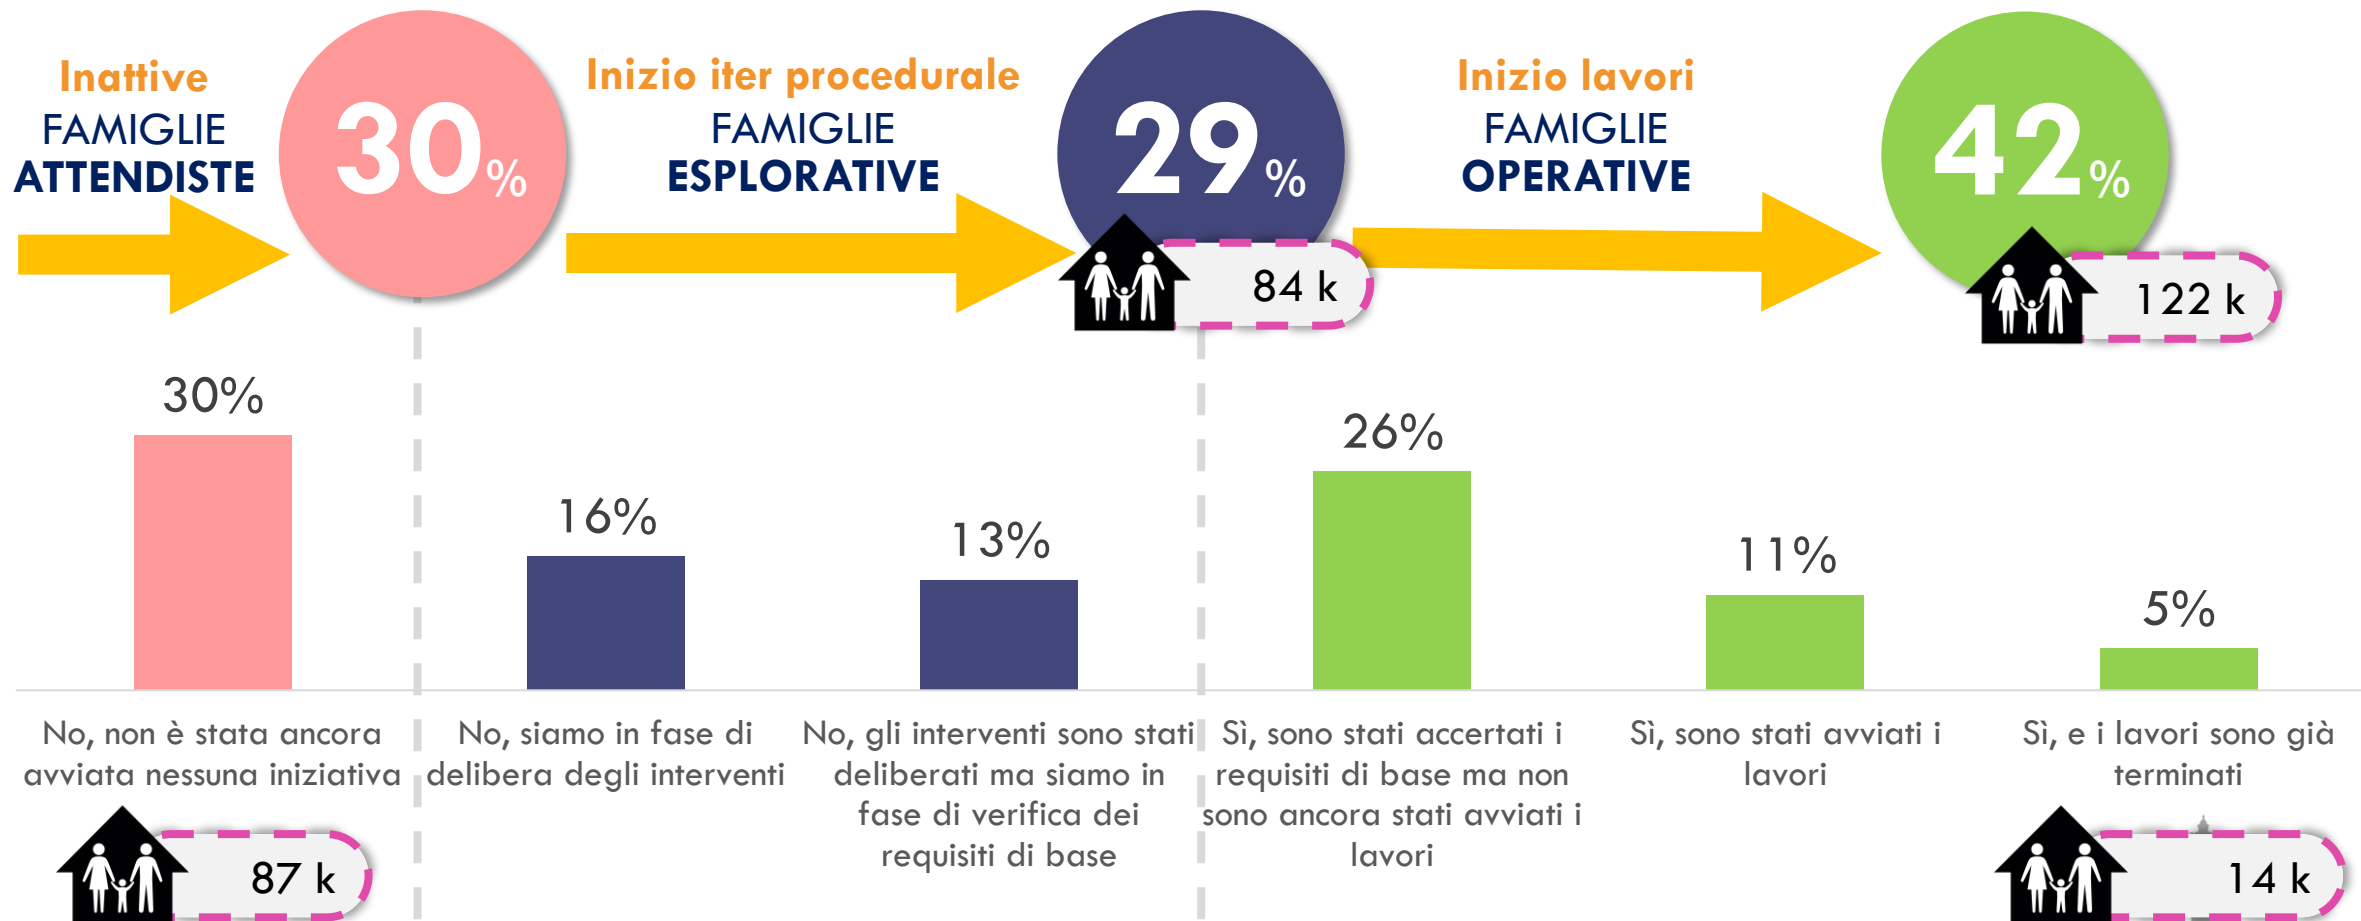 Inattive
FAMIGLIE
ATTENDISTE
30%
Inizio iter procedurale
FAMIGLIE
ESPLORATIVE
29%
84 k
Inizio lavori
FAMIGLIE
OPERATIVE
42%
122 k
30%
16%
13%
26%
11%
5%
No, non è stata ancora
avviata nessuna iniziativa
87 k
No, siamo in fase di
delibera degli interventi
No, gli interventi sono stati
deliberati ma siamo in
fase di verifica dei
requisiti di base
Sì, sono stati accertati i
requisiti di base ma non
sono ancora stati avviati i
lavori
Sì, sono stati avviati i
lavori
Sì, e i lavori sono già
terminati
14 k